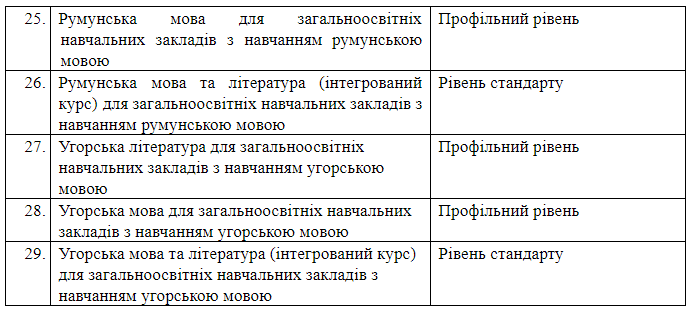 25. Румунська мова для загальноосвітніх Профільний рівень
навчальних закладів з навчанням румунською
мовою
26. Румунська мова та література (інтегрований Рівень стандарту
курс) для загальноосвітніх навчальних закладів з
навчанням румунською мовою
27. Угорська література для загальноосвітніх Профільний рівень
навчальних закладів з навчанням угорською
мовою
28. Угорська мова для загальноосвітніх навчальних Профільний рівень
закладів з навчанням угорською мовою
29. Угорська мова та література (інтегрований курс) Рівень стандарту
для загальноосвітніх навчальних закладів з
навчанням угорською мовою